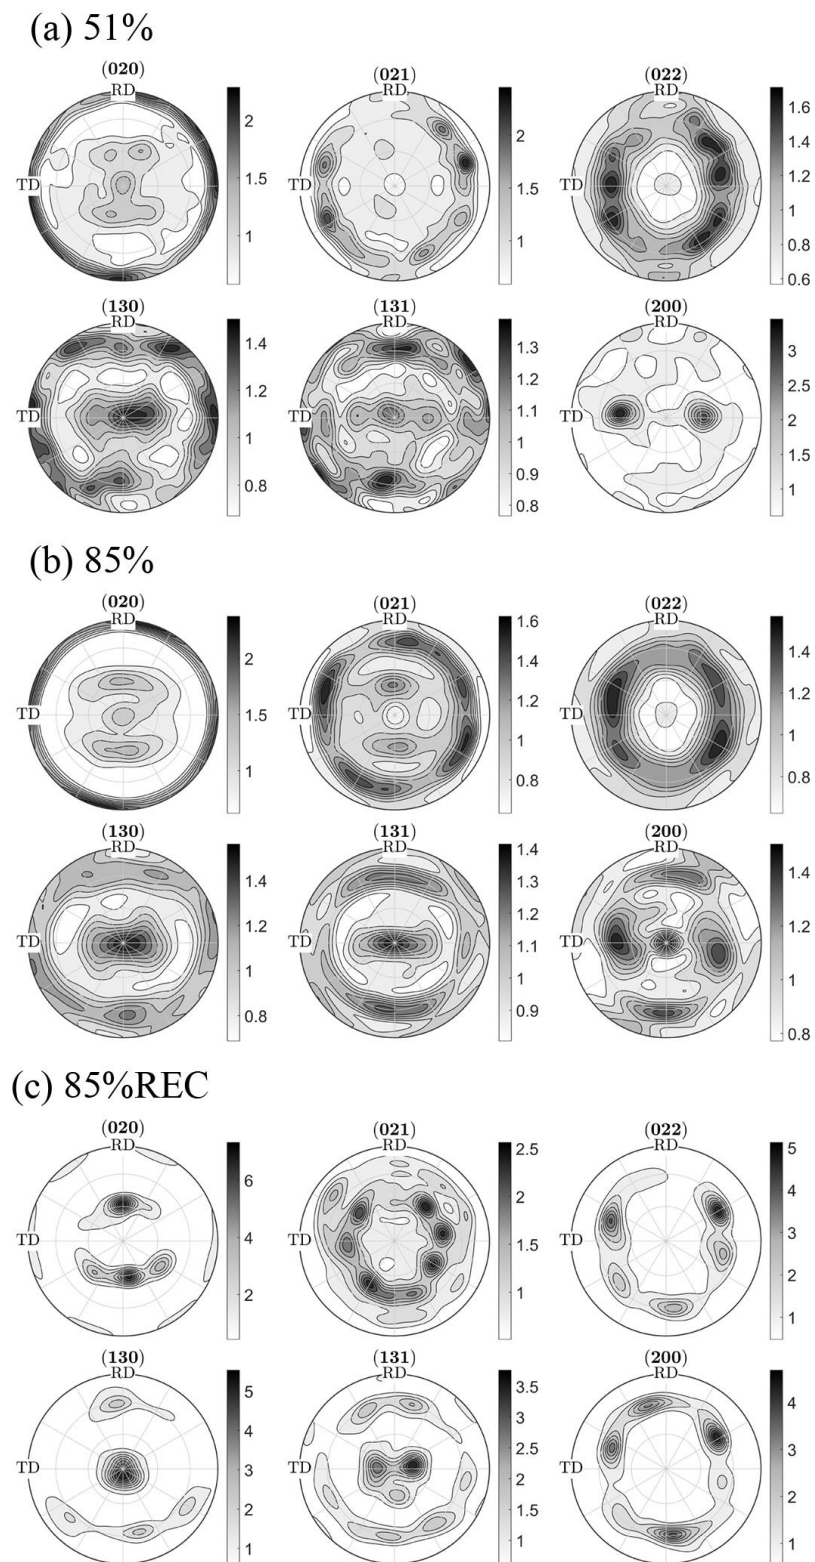 (a) 51%
(020) (021) (022)
RD RD RD
TD TD TD
2 1.5 1
2 1.5 1
1.6 1.4 1.2 1 0.8 0.6
(130) (131) (200)
RD RD RD
TD TD TD
1.4 1.2 1 0.8
1.3 1.2 1.1 1 0.9 0.8
3 2.5 2 1.5 1
(b) 85%
(020) (021) (022)
RD RD RD
TD TD TD
2 1.5 1
1.6 1.4 1.2 1 0.8
1.4 1.2 1 0.8
(130) (131) (200)
RD RD RD
TD TD TD
1.4 1.2 1 0.8
1.4 1.3 1.2 1.1 1 0.9
1.4 1.2 1 0.8
(c) 85%REC
(020) (021) (022)
RD RD RD
TD TD TD
6 4 2
2.5 2 1.5 1
5 4 3 2 1
(130) (131) (200)
RD RD RD
TD TD TD
5 4 3 2 1
3.5 3 2.5 2 1.5 1
4 3 2 1